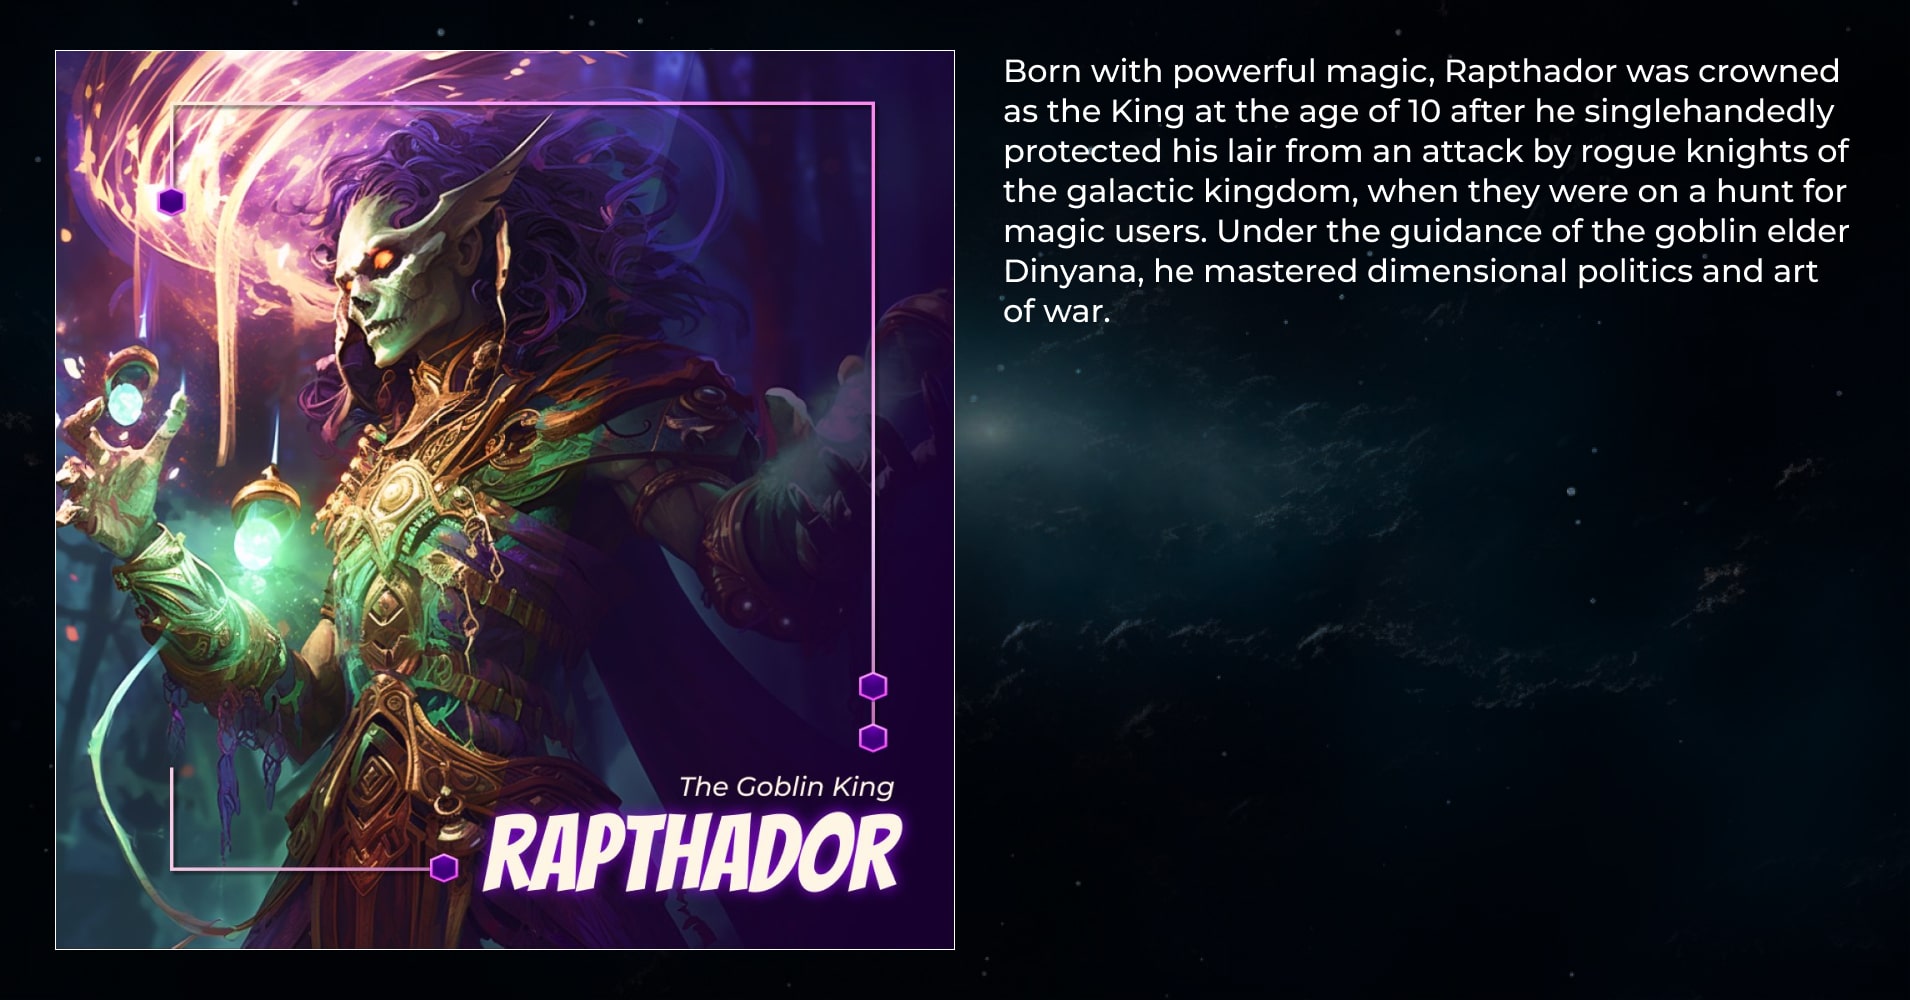 The Goblin King
RAPTHADOR
Born with powerful magic, Rapthador was crowned
as the King at the age of 10 after he singlehandedly
protected his lair from an attack by rogue knights of
the galactic kingdom, when they were on a hunt for
magic users. Under the guidance of the goblin elder
Dinyana, he mastered dimensional politics and art
of war.